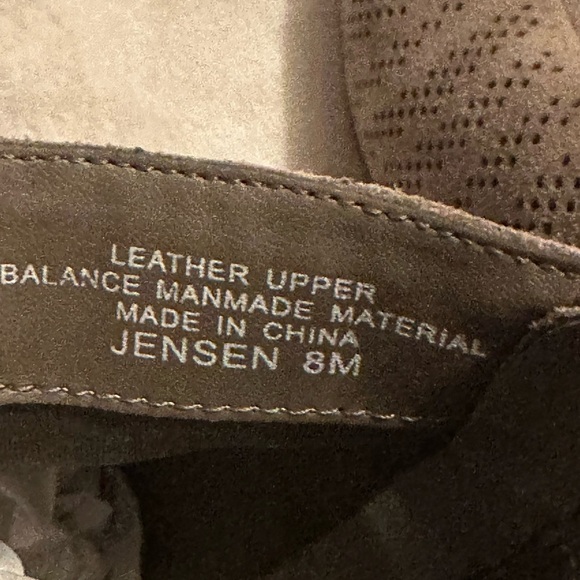 LEATHER UPPER
BALANCE MANMADE MATERIAL
MADE IN CHINA
JENSEN 8M